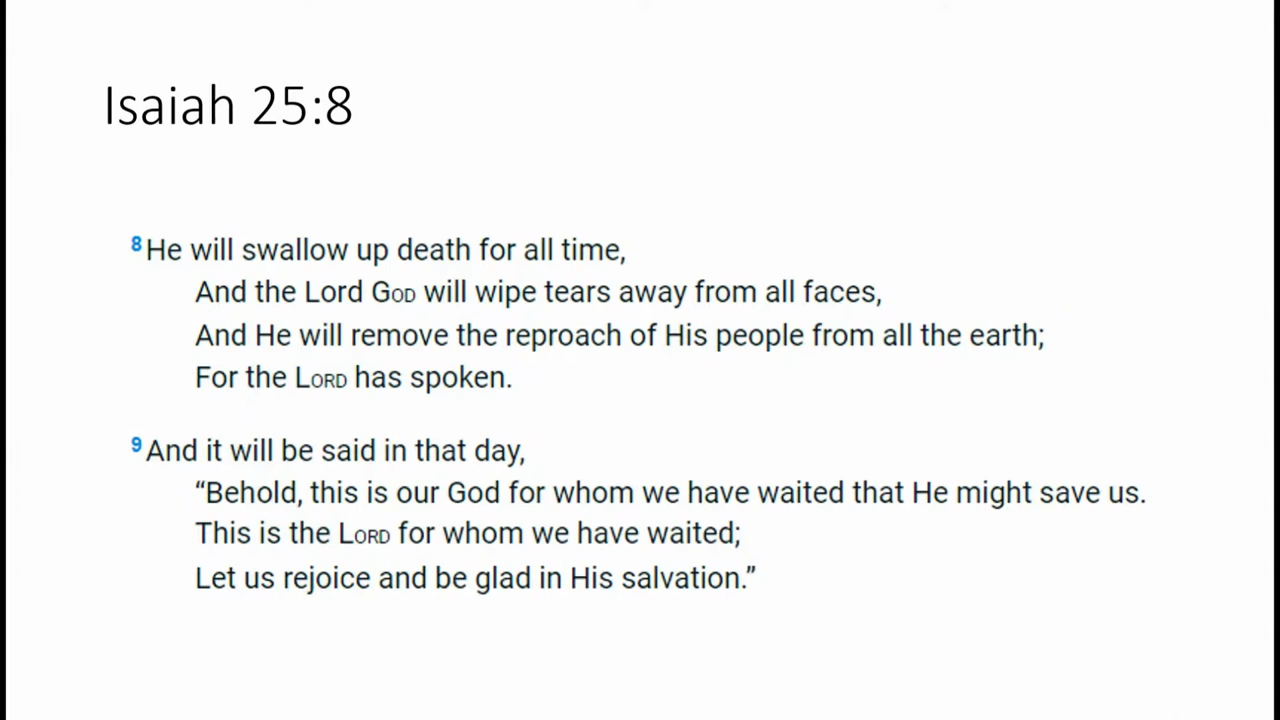 Isaiah 25:8
8 He will swallow up death for all time,
And the Lord GOD will wipe tears away from all faces,
And He will remove the reproach of His people from all the earth;
For the LORD has spoken.
9 And it will be said in that day,
“Behold, this is our God for whom we have waited that He might save us.
This is the LORD for whom we have waited;
Let us rejoice and be glad in His salvation.”